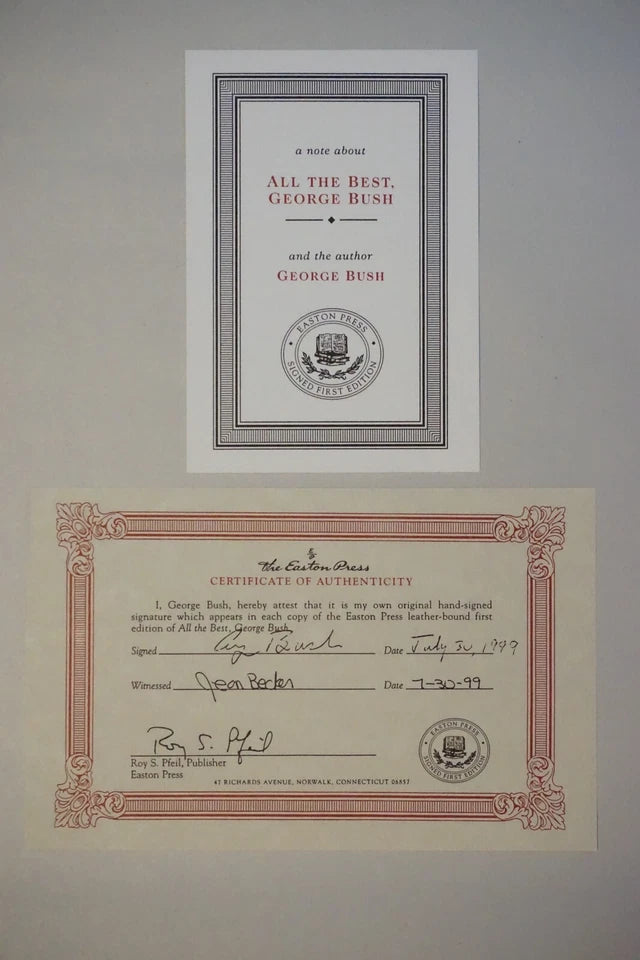 a note about
ALL THE BEST,
GEORGE BUSH
and the author
GEORGE BUSH
EASTON PRESS
SIGNED FIRST EDITION
The Easton Press
CERTIFICATE OF AUTHENTICITY
I, George Bush, hereby attest that it is my own original hand-signed
signature which appears in each copy of the Easton Press leather-bound first
edition of All the Best, George Bush
Signed G Bush Date July 30, 1999
Witnessed Jean Becker Date 7-30-99
Roy S. Pfeil
Roy S. Pfeil, Publisher
Easton Press
47 RICHARDS AVENUE, NORWALK, CONNECTICUT 06857
EASTON PRESS
SIGNED FIRST EDITION